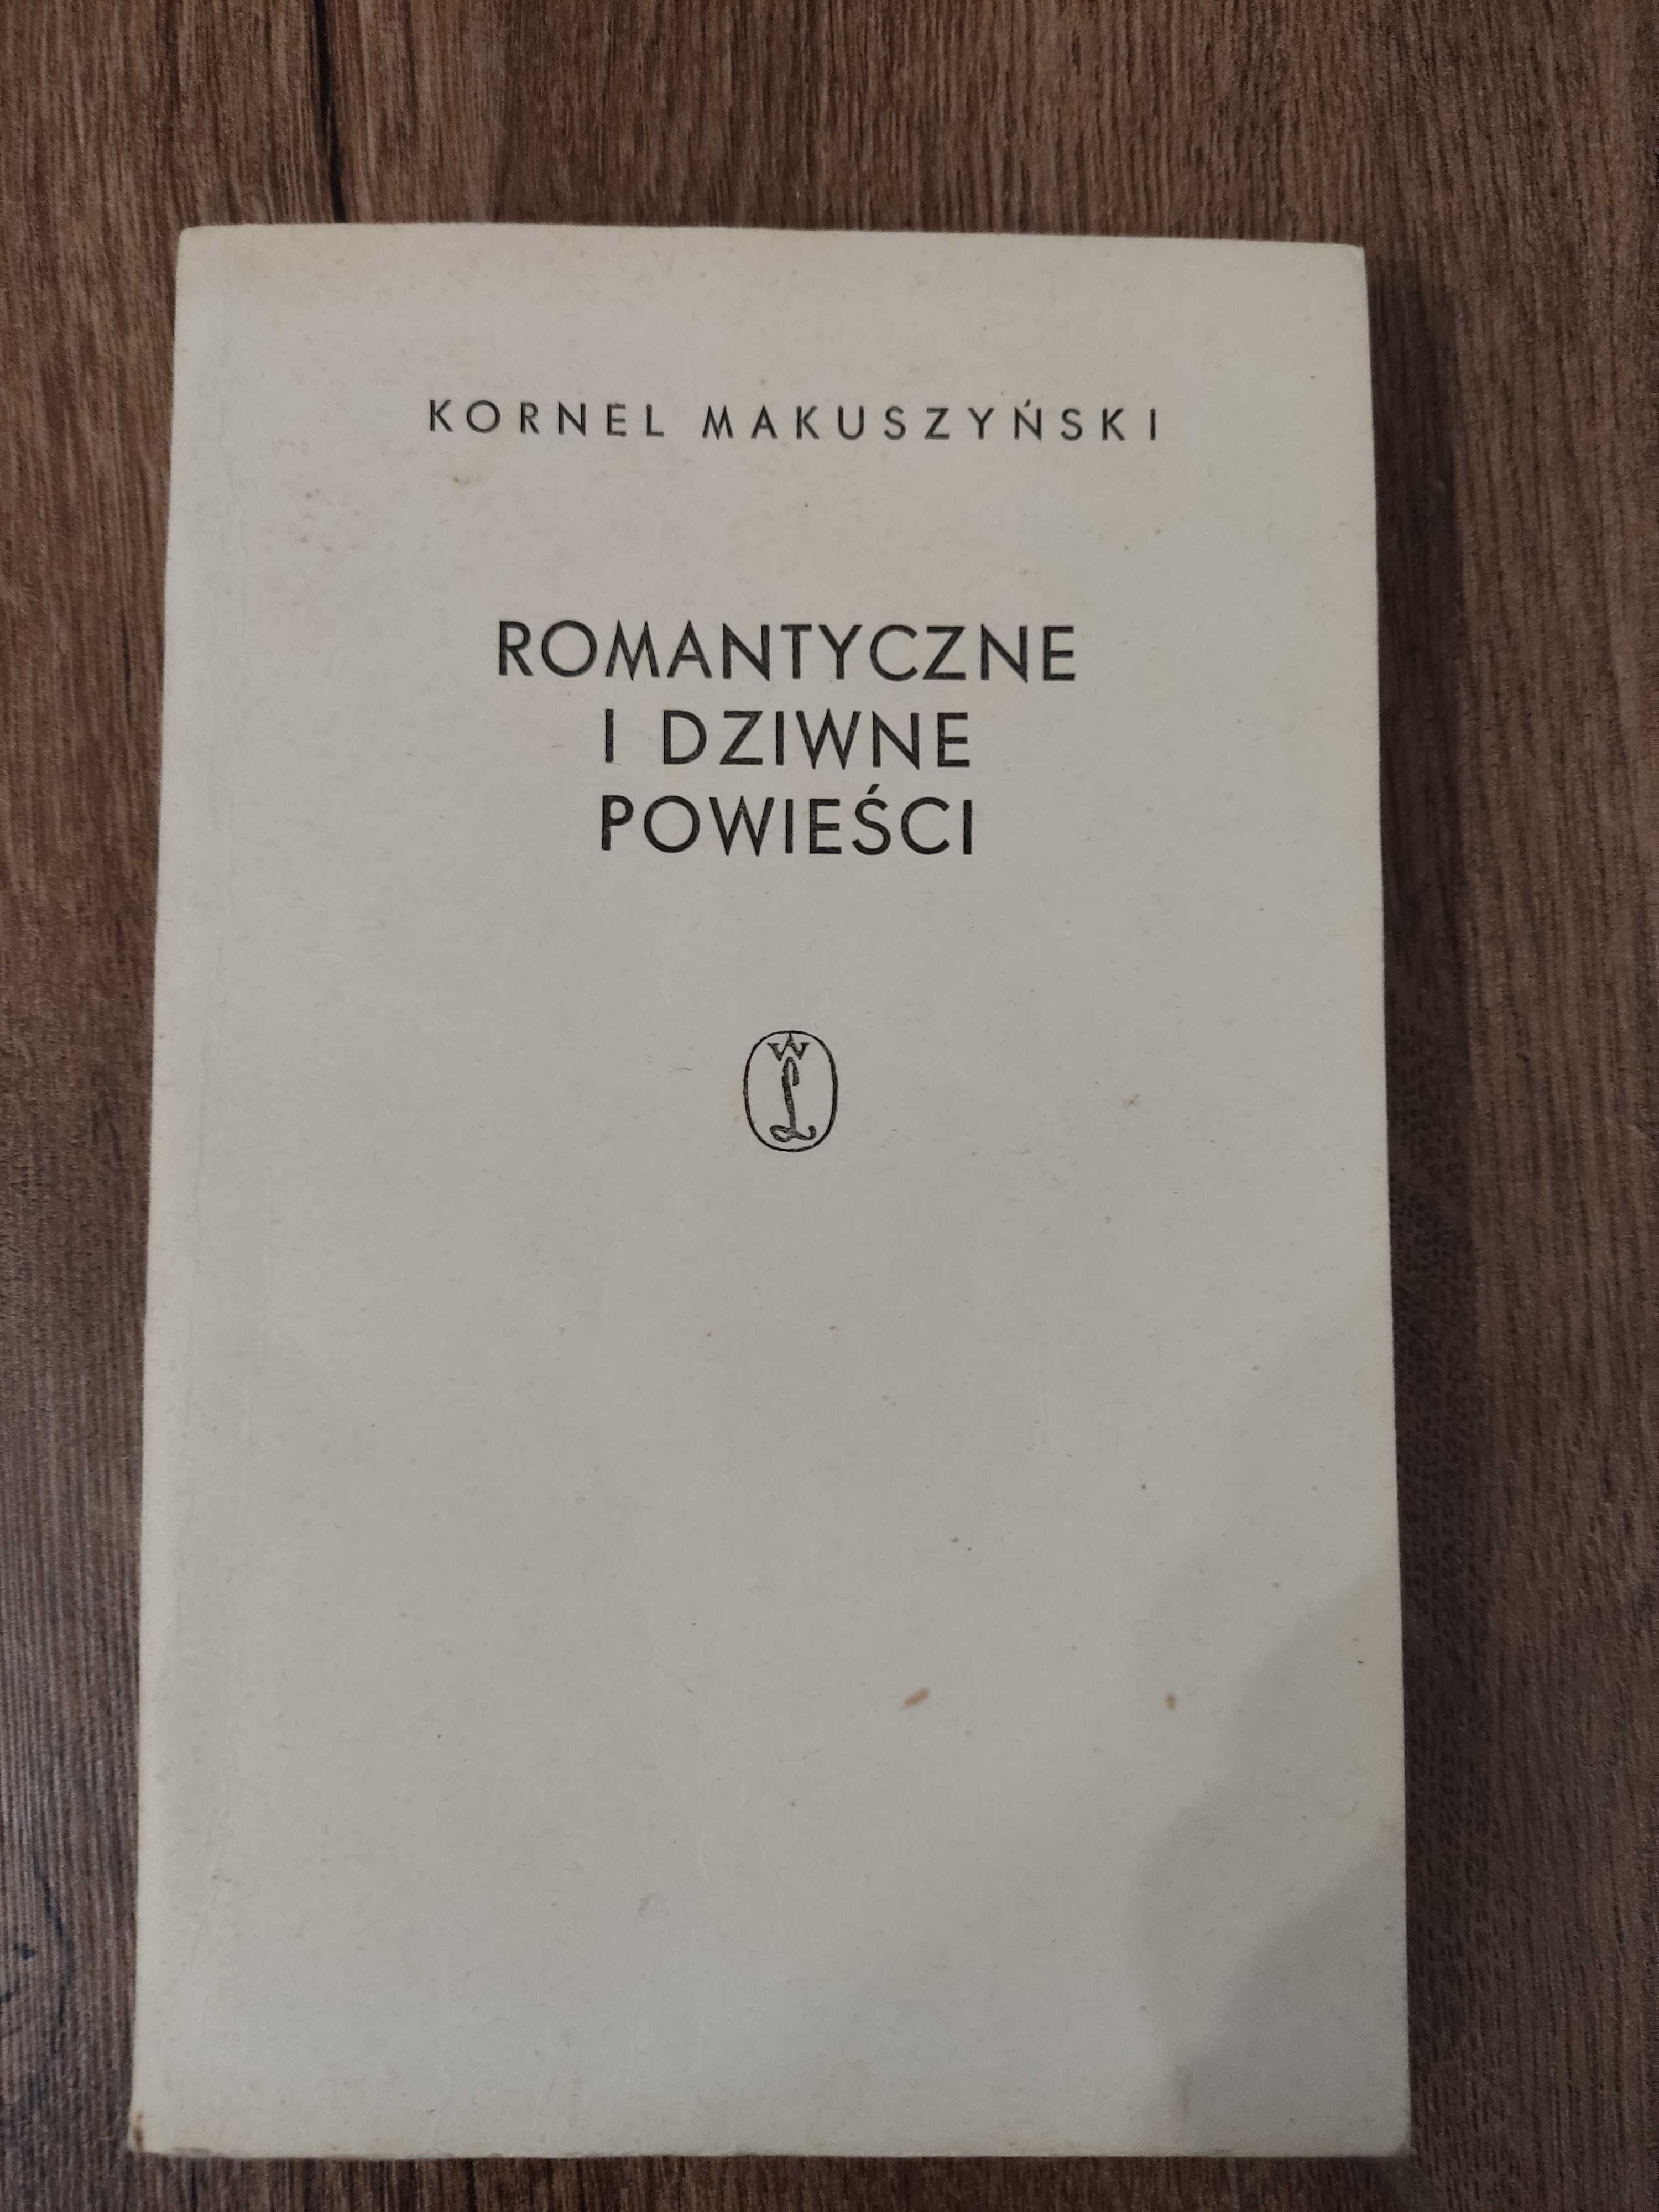 KORNEL MAKUSZYŃSKI
ROMANTYCZNE
I DZIWNE
POWIEŚCI
W
L